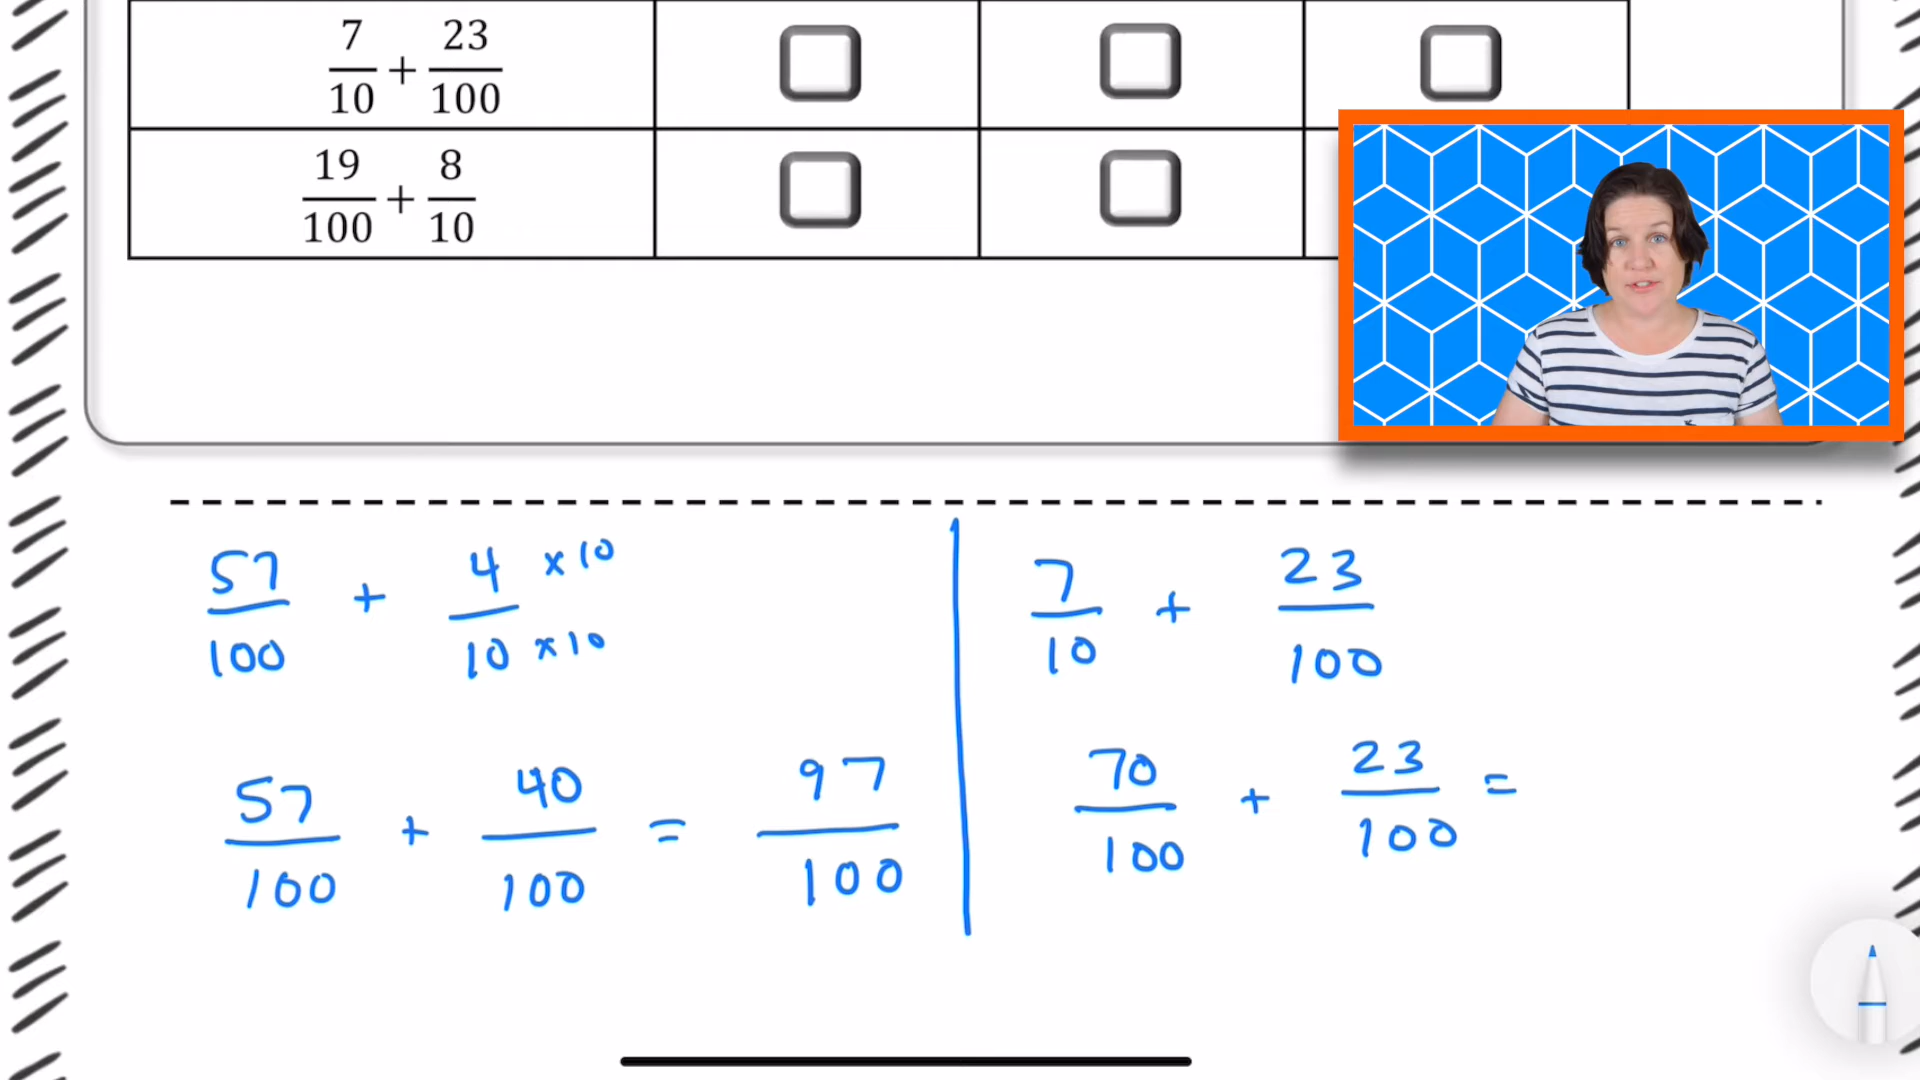 7/10 + 23/100
19/100 + 8/10
57/100 + 4/10 x 10 x 10
7/10 + 23/100
57/100 + 40/100 = 97/100
70/100 + 23/100 =